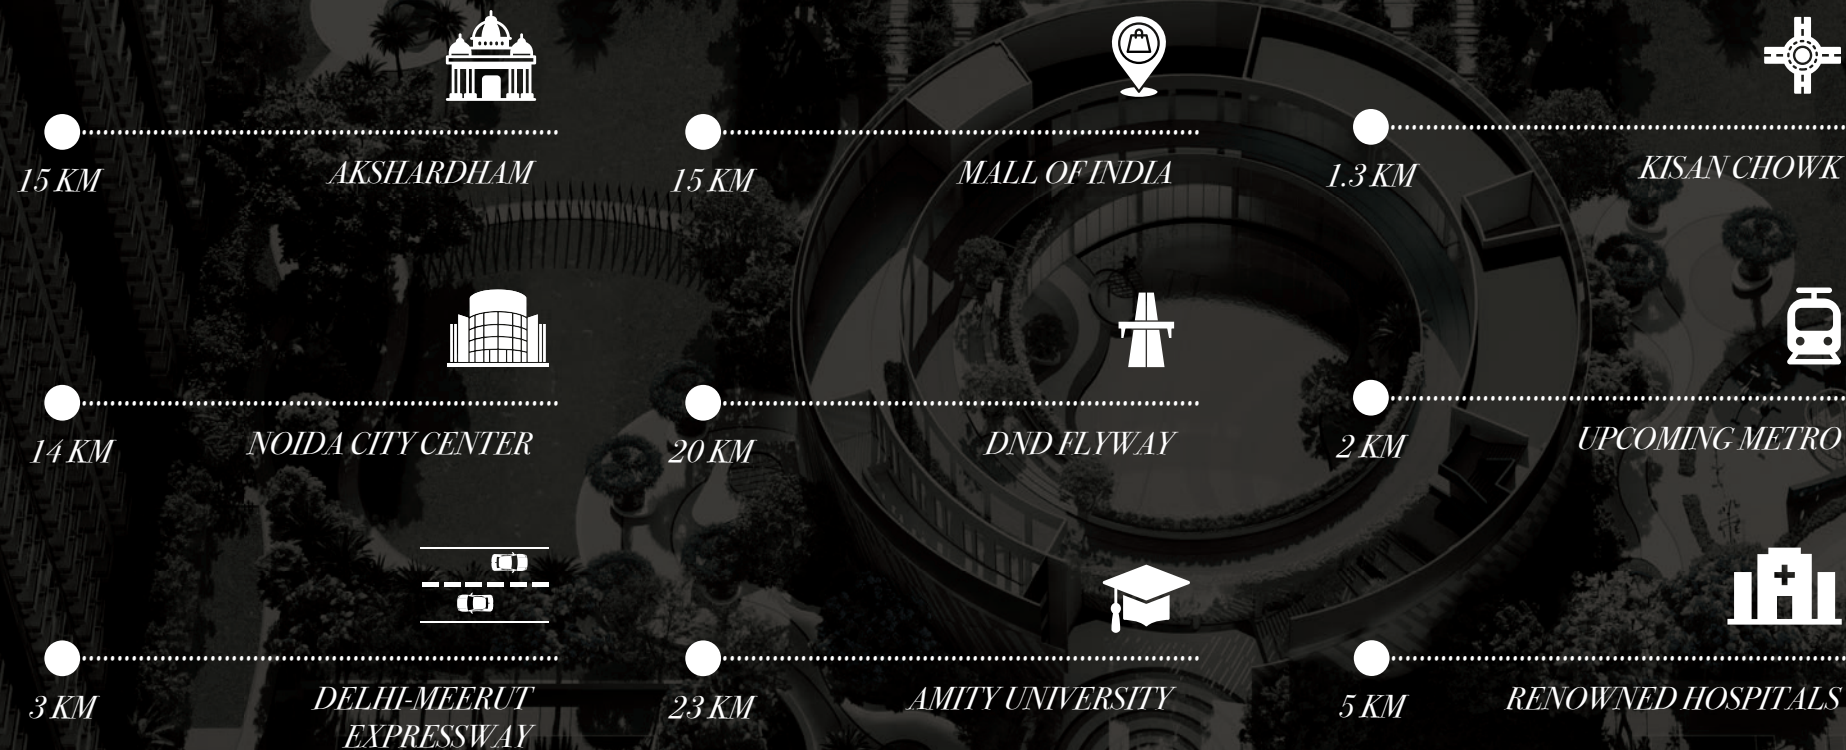 15 KM
AKSHARDHAM
15 KM
MALL OF INDIA
1.3 KM
KISAN CHOWK
14 KM
NOIDA CITY CENTER
20 KM
DND FLYWAY
2 KM
UPCOMING METRO
3 KM
DELHI-MEERUT
EXPRESSWAY
23 KM
AMITY UNIVERSITY
5 KM
RENOWNED HOSPITALS